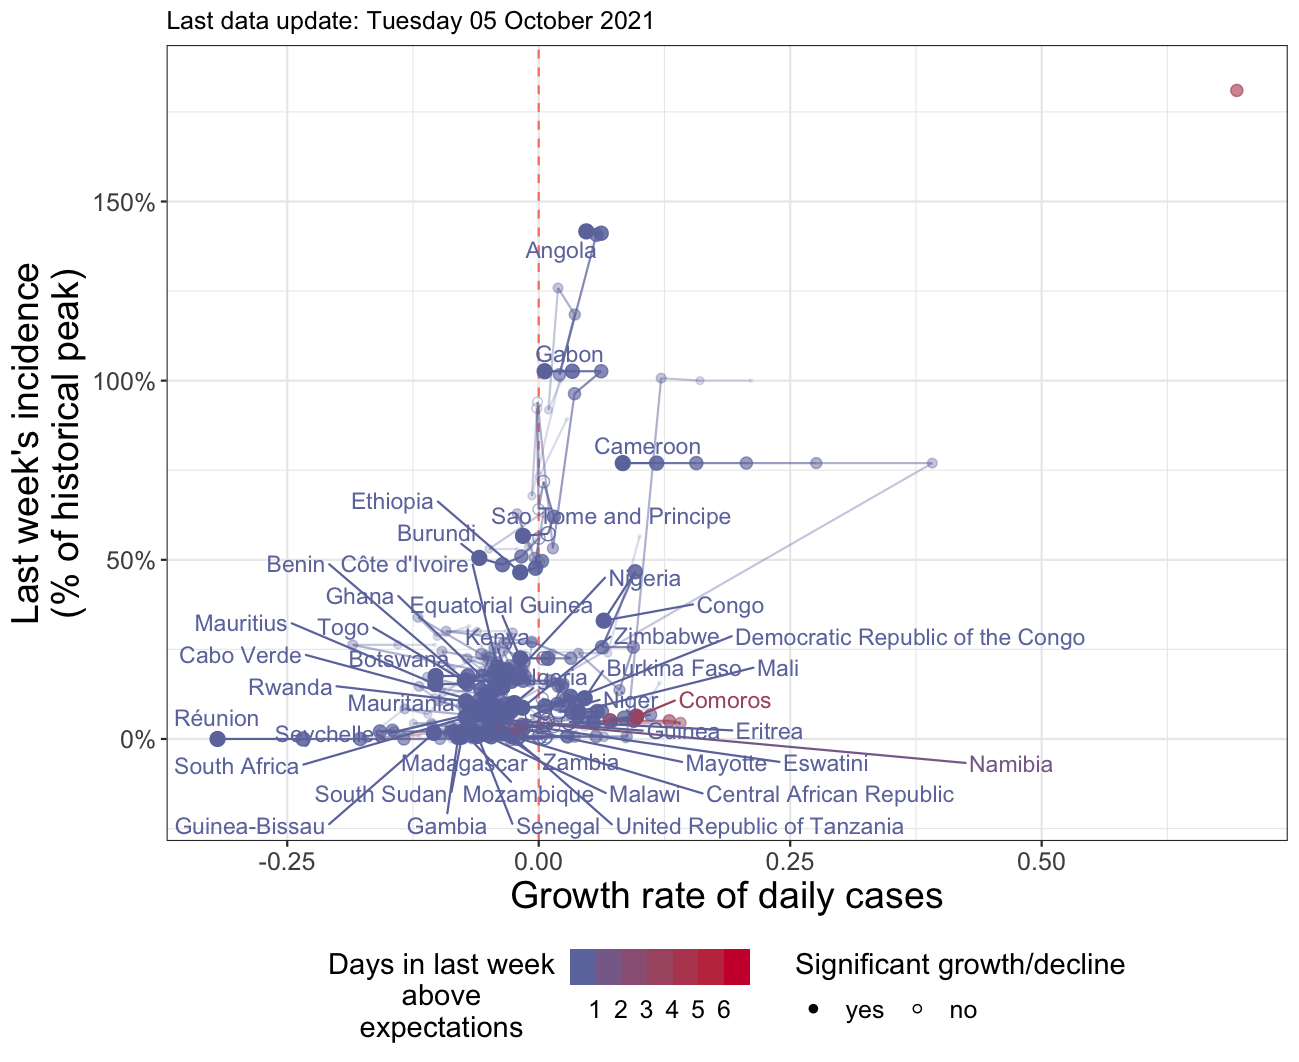 Last data update: Tuesday 05 October 2021
Last week's incidence
(% of historical peak)
150%
100%
50%
0%
Angola
Gabon
Cameroon
Ethiopia
Sao Tome and Principe
Burundi
Benin
Côte d'Ivoire
Nigeria
Ghana
Equatorial Guinea
Congo
Mauritius
Togo
Kenya
Zimbabwe
Democratic Republic of the Congo
Cabo Verde
Botswana
Burkina Faso
Mali
Rwanda
Mauritania
Niger
Comoros
Réunion
Seychelles
Guinea
Eritrea
South Africa
Madagascar
Zambia
Mayotte
Eswatini
Namibia
South Sudan
Mozambique
Malawi
Central African Republic
Guinea-Bissau
Gambia
Senegal
United Republic of Tanzania
-0.25
0.00
0.25
0.50
Growth rate of daily cases
Days in last week
above
expectations
1 2 3 4 5 6
Significant growth/decline
yes
no